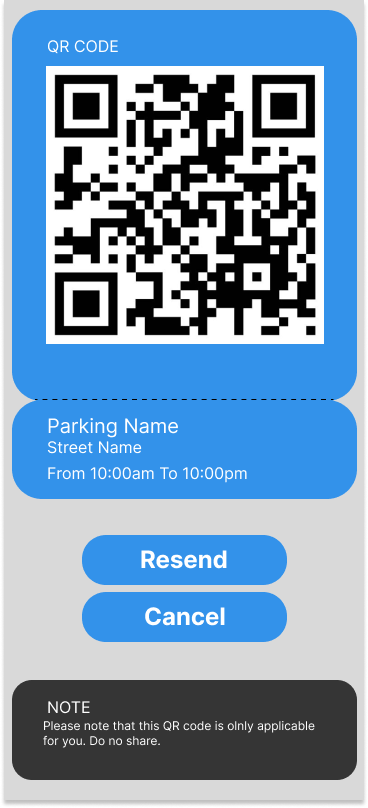 QR CODE
Parking Name
Street Name
From 10:00am To 10:00pm
Resend
Cancel
NOTE
Please note that this QR code is olnly applicable
for you. Do no share.